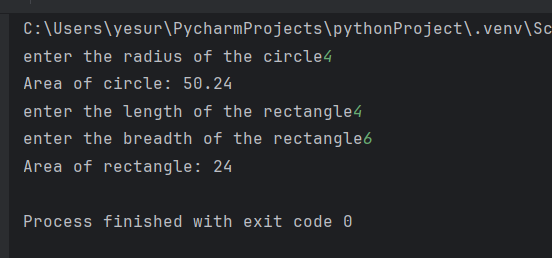 C:\Users\yesur\PycharmProjects\pythonProject\.venv\Sc
enter the radius of the circle4
Area of circle: 50.24
enter the length of the rectangle4
enter the breadth of the rectangle6
Area of rectangle: 24
Process finished with exit code 0